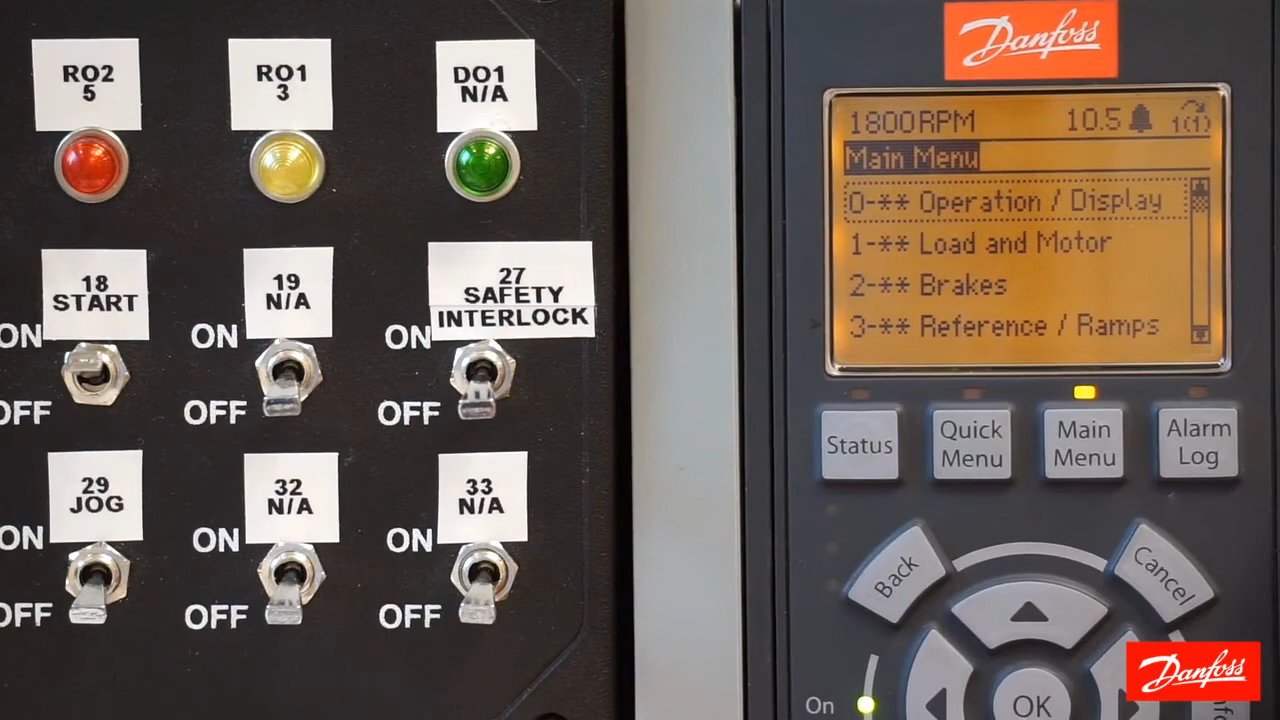 RO2
5
RO1
3
DO1
N/A
18
START
19
N/A
27
SAFETY
INTERLOCK
ON
ON
ON
OFF
OFF
OFF
29
JOG
32
N/A
33
N/A
ON
ON
ON
OFF
OFF
OFF
Danfoss
1800RPM 10.5 1(1)
Main Menu
0-** Operation / Display
1-** Load and Motor
2-** Brakes
3-** Reference / Ramps
Status
Quick
Menu
Main
Menu
Alarm
Log
Back
Cancel
OK
On
Danfoss